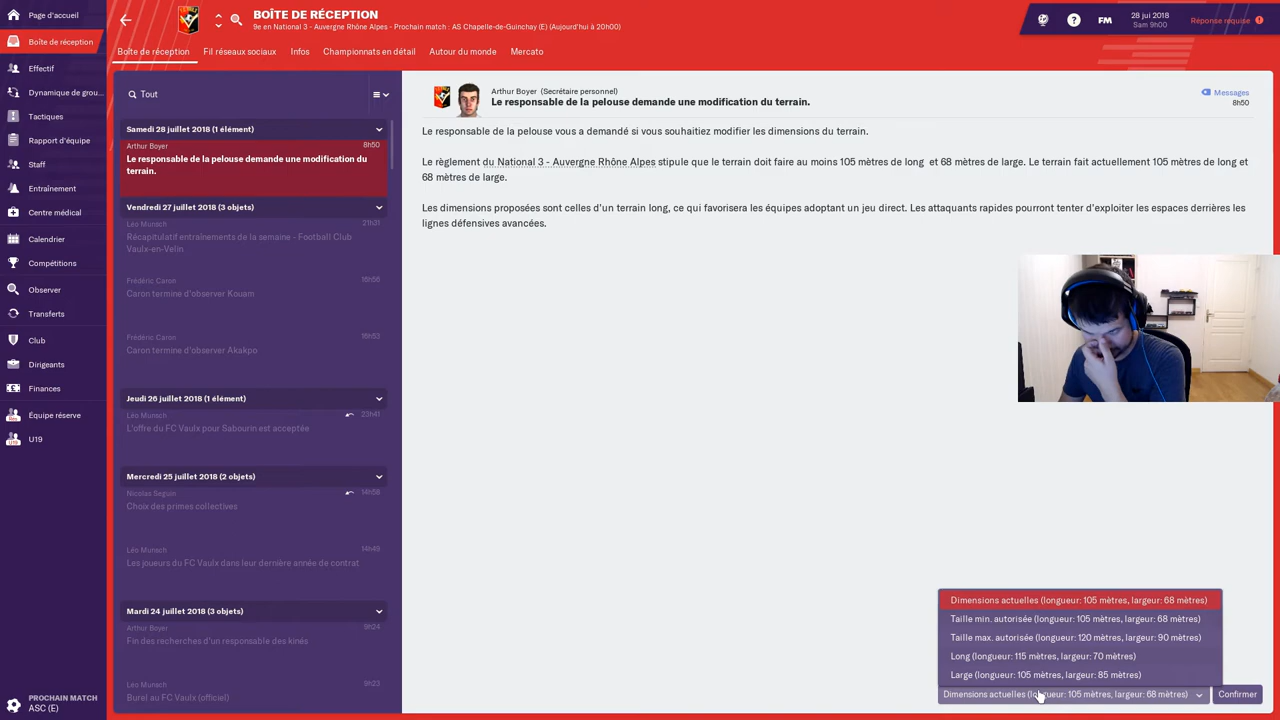 Page d'accueil
BOÎTE DE RÉCEPTION
9e en National 3 - Auvergne Rhône Alpes - Prochain match : AS Chapelle-de-Guinchay (E) (Aujourd'hui à 20h00)
FM
28 jui 2018
Sam 9h00
Réponse requise
Boîte de réception
Effectif
Dynamique de grou...
Tactiques
Rapport d'équipe
Staff
Entraînement
Centre médical
Calendrier
Compétitions
Observer
Transferts
Club
Dirigeants
Finances
Équipe réserve
U19
PROCHAIN MATCH
ASC (E)
Boîte de réception
Fil réseaux sociaux
Infos
Championnats en détail
Autour du monde
Mercato
Tout
Samedi 28 juillet 2018 (1 élément)
Arthur Boyer 8h50
Le responsable de la pelouse demande une modification du
terrain.
Vendredi 27 juillet 2018 (3 objets)
Léo Munsch 21h31
Récapitulatif entraînements de la semaine - Football Club
Vaulx-en-Velin
Frédéric Caron 16h56
Caron termine d'observer Kouam
Frédéric Caron 16h53
Caron termine d'observer Akakpo
Jeudi 26 juillet 2018 (1 élément)
Léo Munsch 23h41
L'offre du FC Vaulx pour Sabourin est acceptée
Mercredi 25 juillet 2018 (2 objets)
Nicolas Seguin 14h58
Choix des primes collectives
Léo Munsch 14h49
Les joueurs du FC Vaulx dans leur dernière année de contrat
Mardi 24 juillet 2018 (3 objets)
Arthur Boyer 9h24
Fin des recherches d'un responsable des kinés
Léo Munsch 9h23
Burel au FC Vaulx (officiel)
Arthur Boyer (Secrétaire personnel)
Le responsable de la pelouse demande une modification du terrain.
Messages
8h50
Le responsable de la pelouse vous a demandé si vous souhaitiez modifier les dimensions du terrain.
Le règlement du National 3 - Auvergne Rhône Alpes stipule que le terrain doit faire au moins 105 mètres de long et 68 mètres de large. Le terrain fait actuellement 105 mètres de long et
68 mètres de large.
Les dimensions proposées sont celles d'un terrain long, ce qui favorisera les équipes adoptant un jeu direct. Les attaquants rapides pourront tenter d'exploiter les espaces derrières les
lignes défensives avancées.
Dimensions actuelles (longueur: 105 mètres, largeur: 68 mètres)
Taille min. autorisée (longueur: 105 mètres, largeur: 68 mètres)
Taille max. autorisée (longueur: 120 mètres, largeur: 90 mètres)
Long (longueur: 115 mètres, largeur: 70 mètres)
Large (longueur: 105 mètres, largeur: 85 mètres)
Dimensions actuelles (longueur: 105 mètres, largeur: 68 mètres)
Confirmer